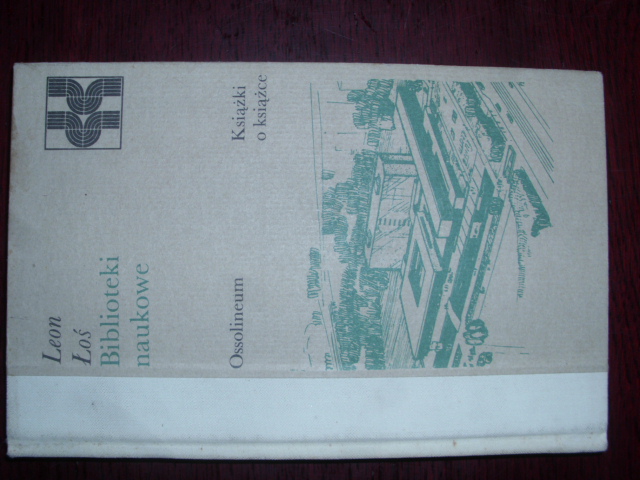 Leon
Łoś
Biblioteki
naukowe
Ossolineum
Książki
o książce